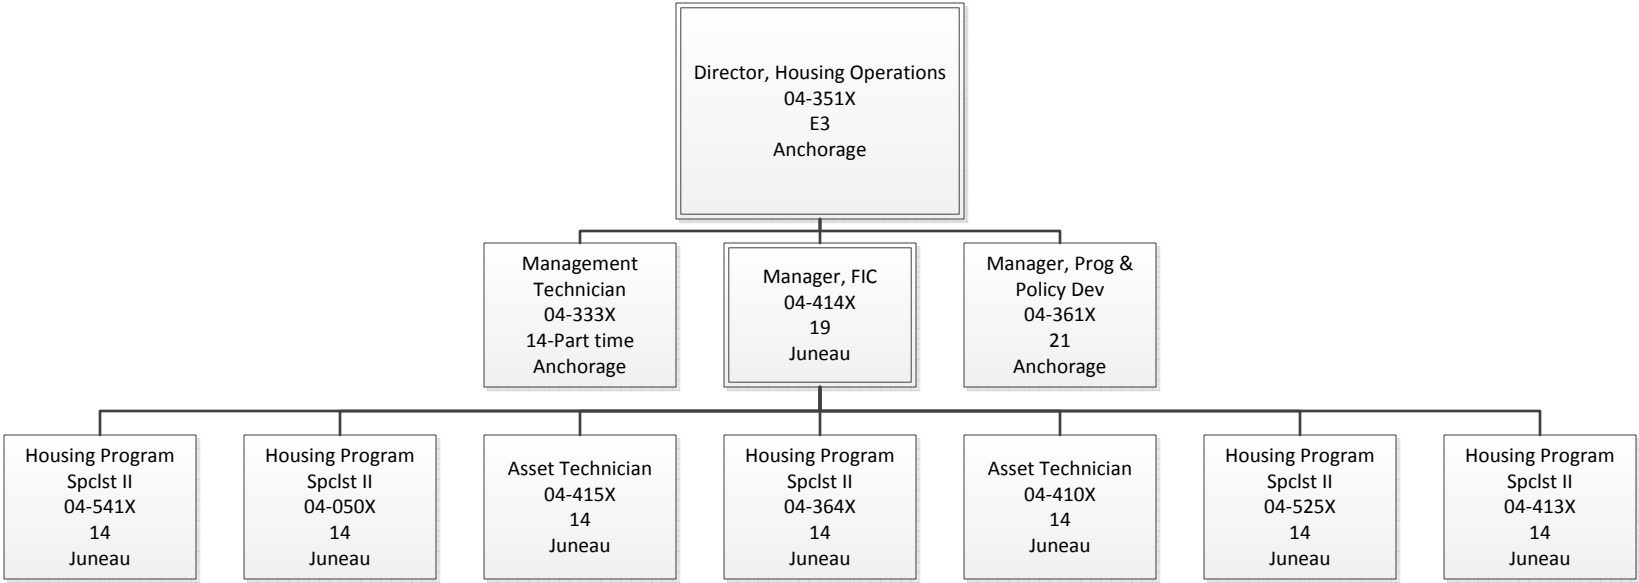 Director, Housing Operations
04-351X
E3
Anchorage
Management
Technician
04-333X
14-Part time
Anchorage
Manager, FIC
04-414X
19
Juneau
Manager, Prog &
Policy Dev
04-361X
21
Anchorage
Housing Program
Spclst II
04-541X
14
Juneau
Housing Program
Spclst II
04-050X
14
Juneau
Asset Technician
04-415X
14
Juneau
Housing Program
Spclst II
04-364X
14
Juneau
Asset Technician
04-410X
14
Juneau
Housing Program
Spclst II
04-525X
14
Juneau
Housing Program
Spclst II
04-413X
14
Juneau